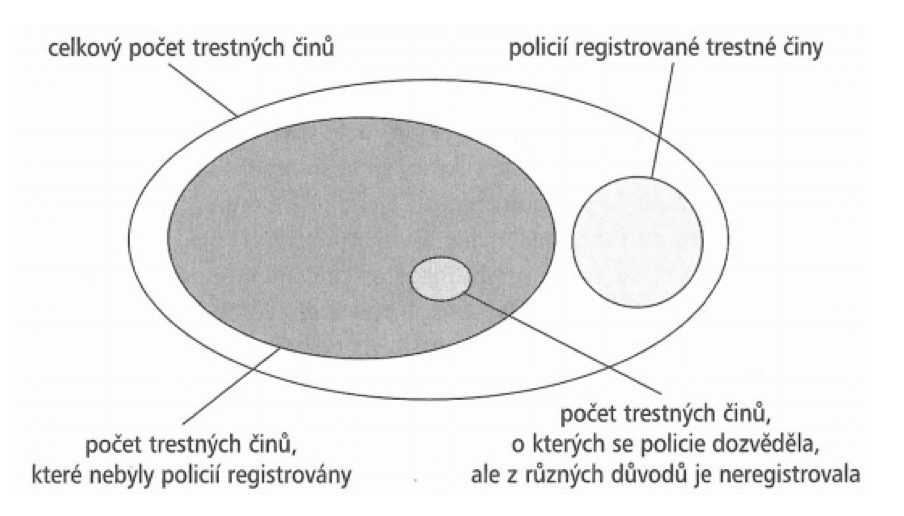 celkový počet trestných činů
policií registrované trestné činy
počet trestných činů,
které nebyly policií registrovány
počet trestných činů,
o kterých se policie dozvěděla,
ale z různých důvodů je neregistrovala